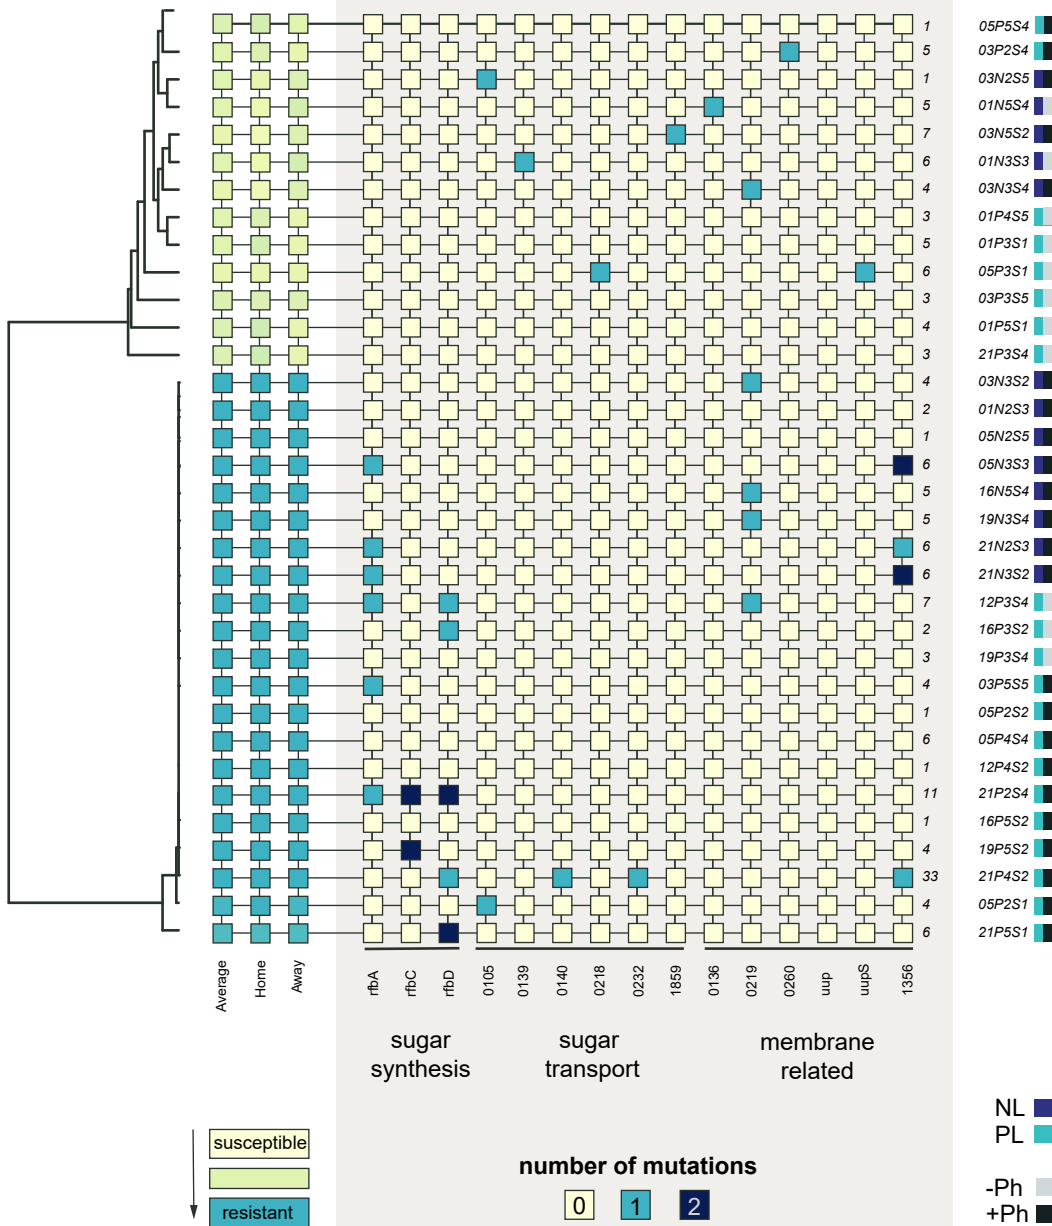 1 05P5S4
5 03P2S4
1 03N2S5
5 01N5S4
7 03N5S2
6 01N3S3
4 03N3S4
3 01P4S5
5 01P3S1
6 05P3S1
3 03P3S5
4 01P5S1
3 21P3S4
4 03N3S2
2 01N2S3
1 05N2S5
6 05N3S3
5 16N5S4
5 19N3S4
6 21N2S3
6 21N3S2
7 12P3S4
2 16P3S2
3 19P3S4
4 03P5S5
1 05P2S2
6 05P4S4
1 12P4S2
11 21P2S4
1 16P5S2
4 19P5S2
33 21P4S2
4 05P2S1
6 21P5S1
Average Home Away rfbA rfbC rfbD 0105 0139 0140 0218 0232 1859 0136 0219 0260 uup uupS 1356
sugar synthesis
sugar transport
membrane related
susceptible
resistant
number of mutations
0 1 2
NL
PL
-Ph
+Ph